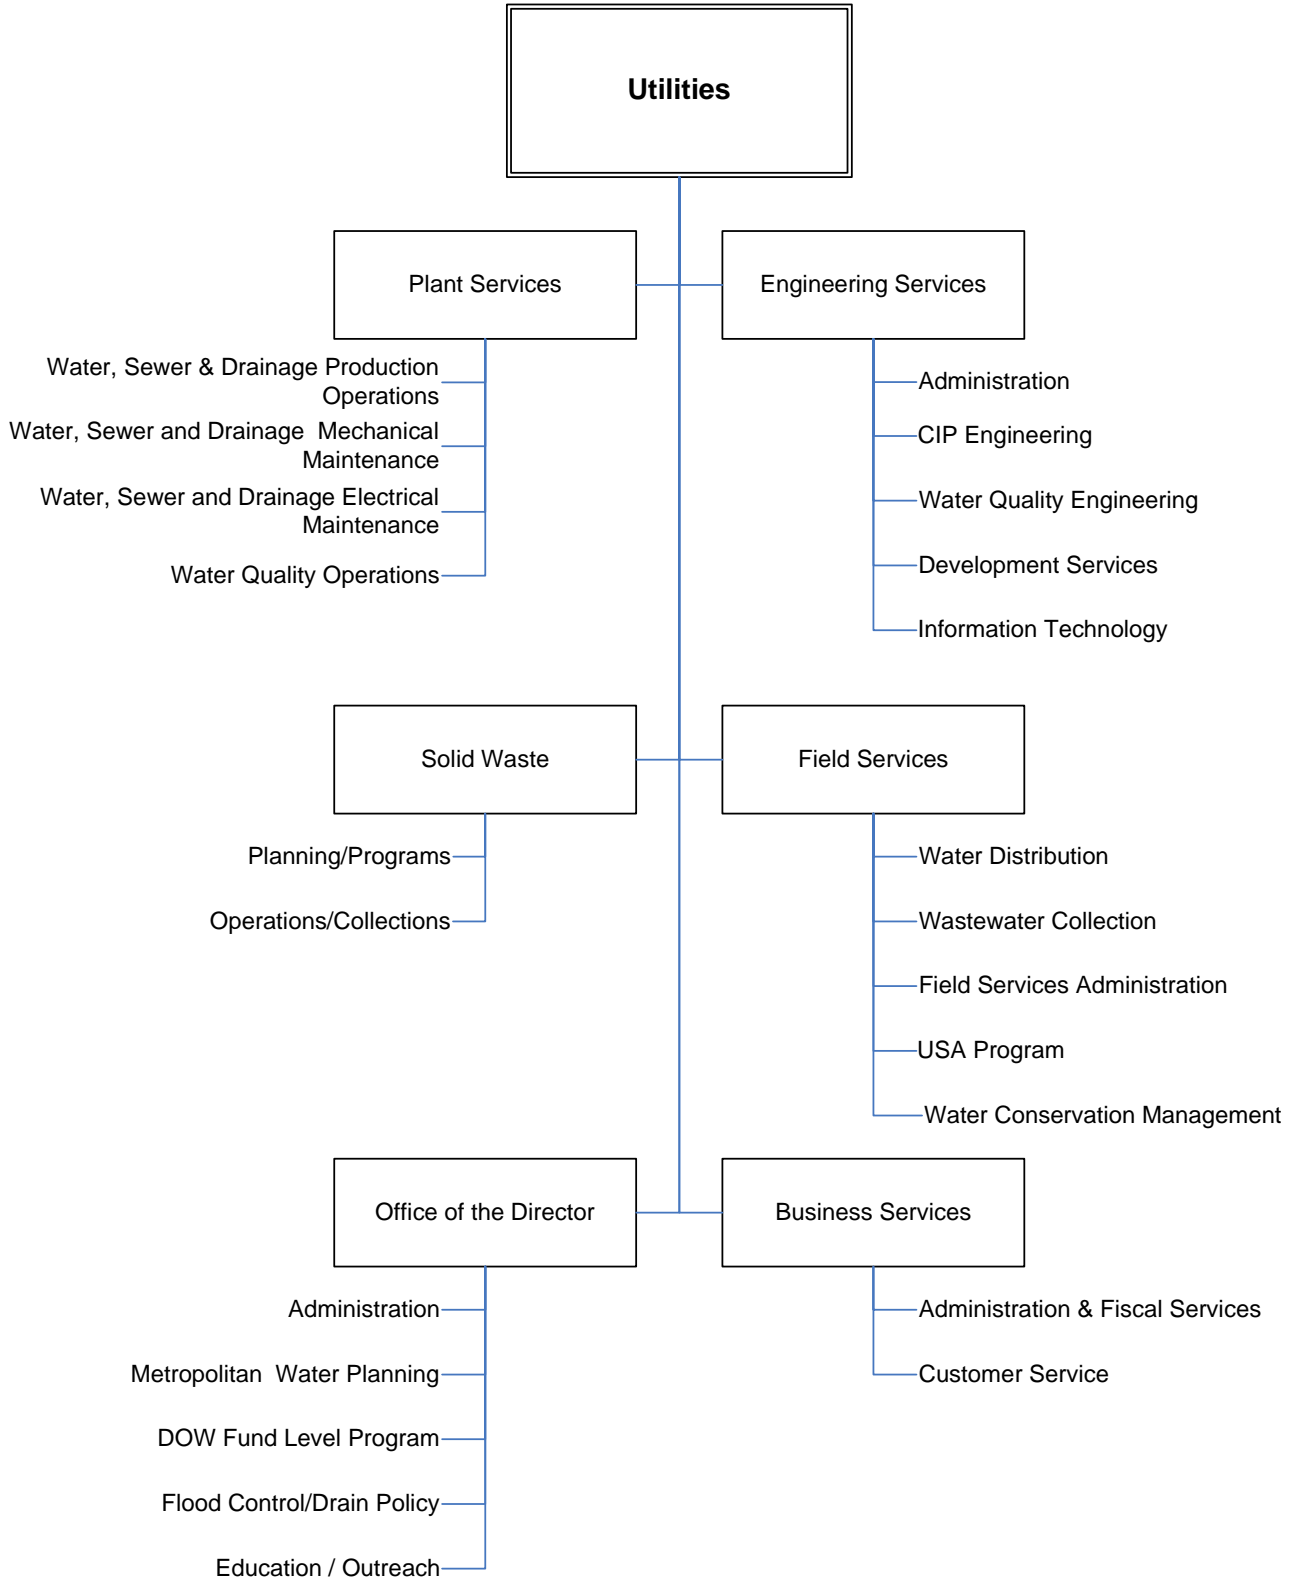 Utilities
Plant Services
Water, Sewer & Drainage Production
Operations
Water, Sewer and Drainage  Mechanical
Maintenance
Water, Sewer and Drainage Electrical
Maintenance
Water Quality Operations
Engineering Services
Administration
CIP Engineering
Water Quality Engineering
Development Services
Information Technology
Solid Waste
Planning/Programs
Operations/Collections
Field Services
Water Distribution
Wastewater Collection
Field Services Administration
USA Program
Water Conservation Management
Office of the Director
Administration
Metropolitan  Water Planning
DOW Fund Level Program
Flood Control/Drain Policy
Education / Outreach
Business Services
Administration & Fiscal Services
Customer Service